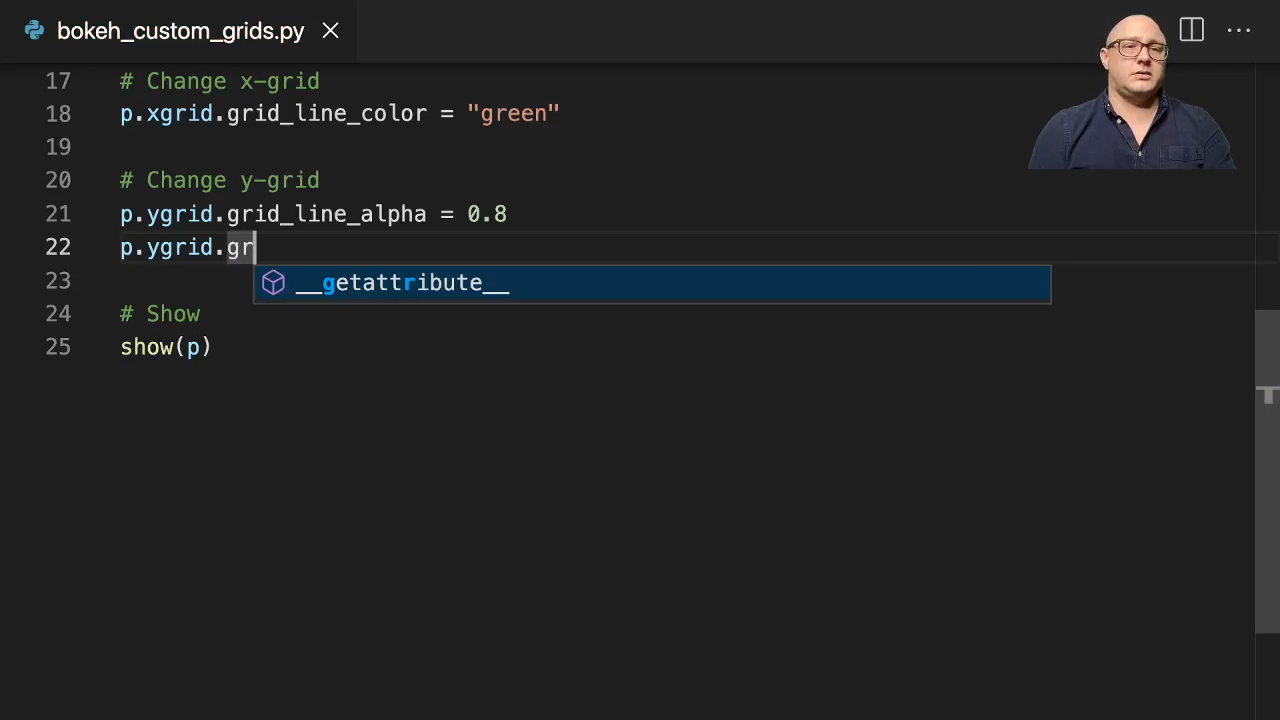 bokeh_custom_grids.py
17 # Change x-grid
18 p.xgrid.grid_line_color = "green"
19
20 # Change y-grid
21 p.ygrid.grid_line_alpha = 0.8
22 p.ygrid.gr
__getattribute__
23
24 # Show
25 show(p)